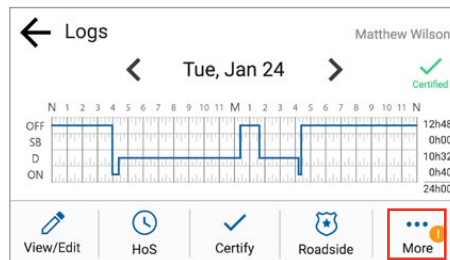 Logs
Matthew Wilson
Tue, Jan 24
Certified
N 1 2 3 4 5 6 7 8 9 10 11 M 1 2 3 4 5 6 7 8 9 10 11 N
OFF 12h48
SB 0h00
D 10h32
ON 0h40
24h00
View/Edit HoS Certify Roadside More